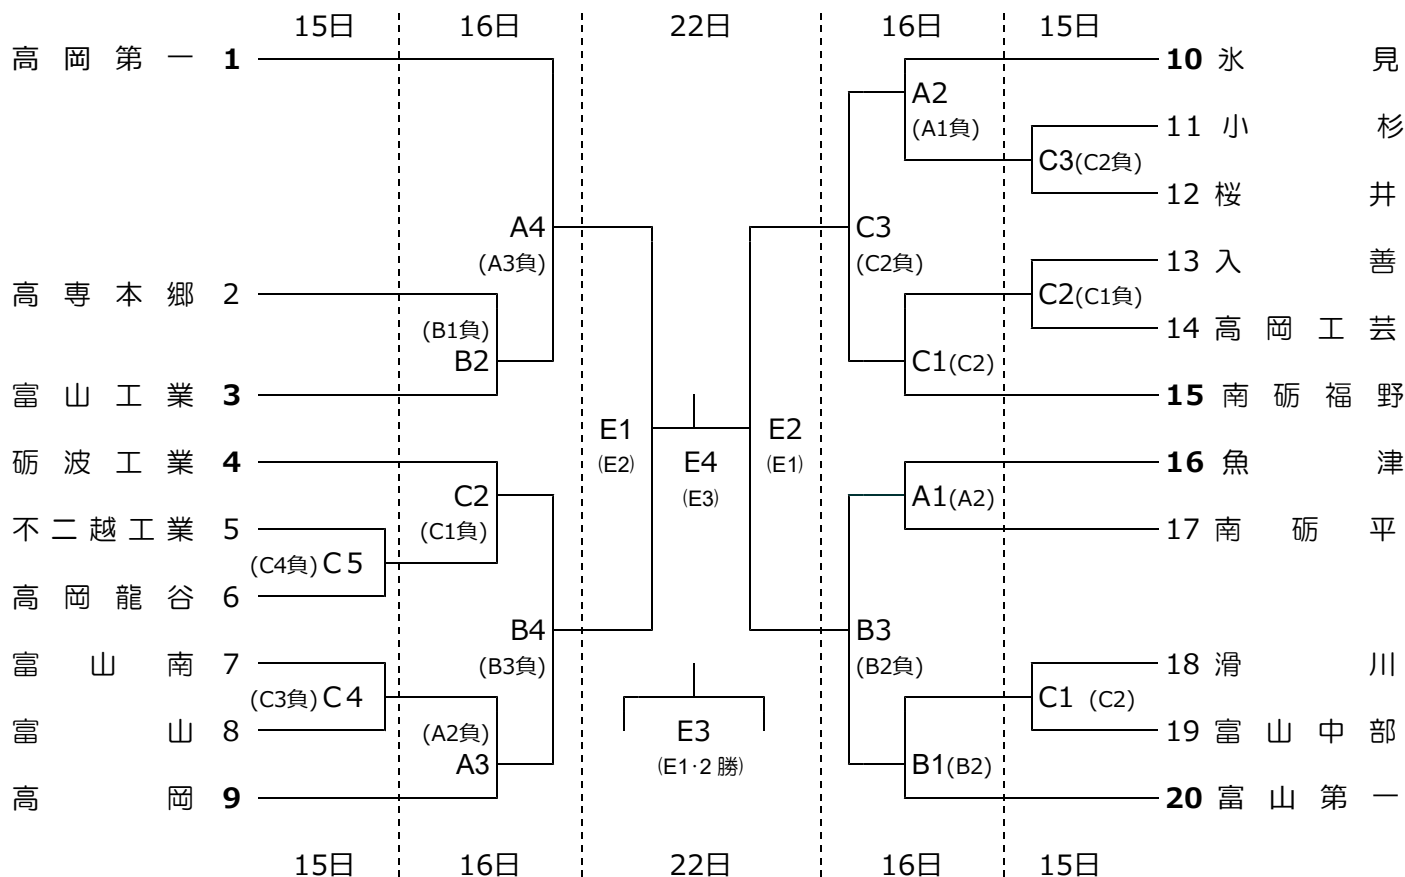 15日 16日 22日 16日 15日
高岡第一 1
10 氷見
A2
(A1負)
11 小杉
C3(C2負)
12 桜井
A4
(A3負)
C3
(C2負)
13 入善
高専本郷 2
C2(C1負)
(B1負)
14 高岡工芸
B2
C1(C2)
富山工業 3
15 南砺福野
E1
(E2)
E4
(E3)
E2
(E1)
砺波工業 4
16 魚津
C2
(C1負)
A1(A2)
不二越工業 5
17 南砺平
(C4負) C5
高岡龍谷 6
B4
(B3負)
B3
(B2負)
富山南 7
18 滑川
(C3負) C4
C1 (C2)
富山 8
19 富山中部
(A2負)
A3
E3
(E1・2勝)
B1(B2)
高岡 9
20 富山第一
15日 16日 22日 16日 15日